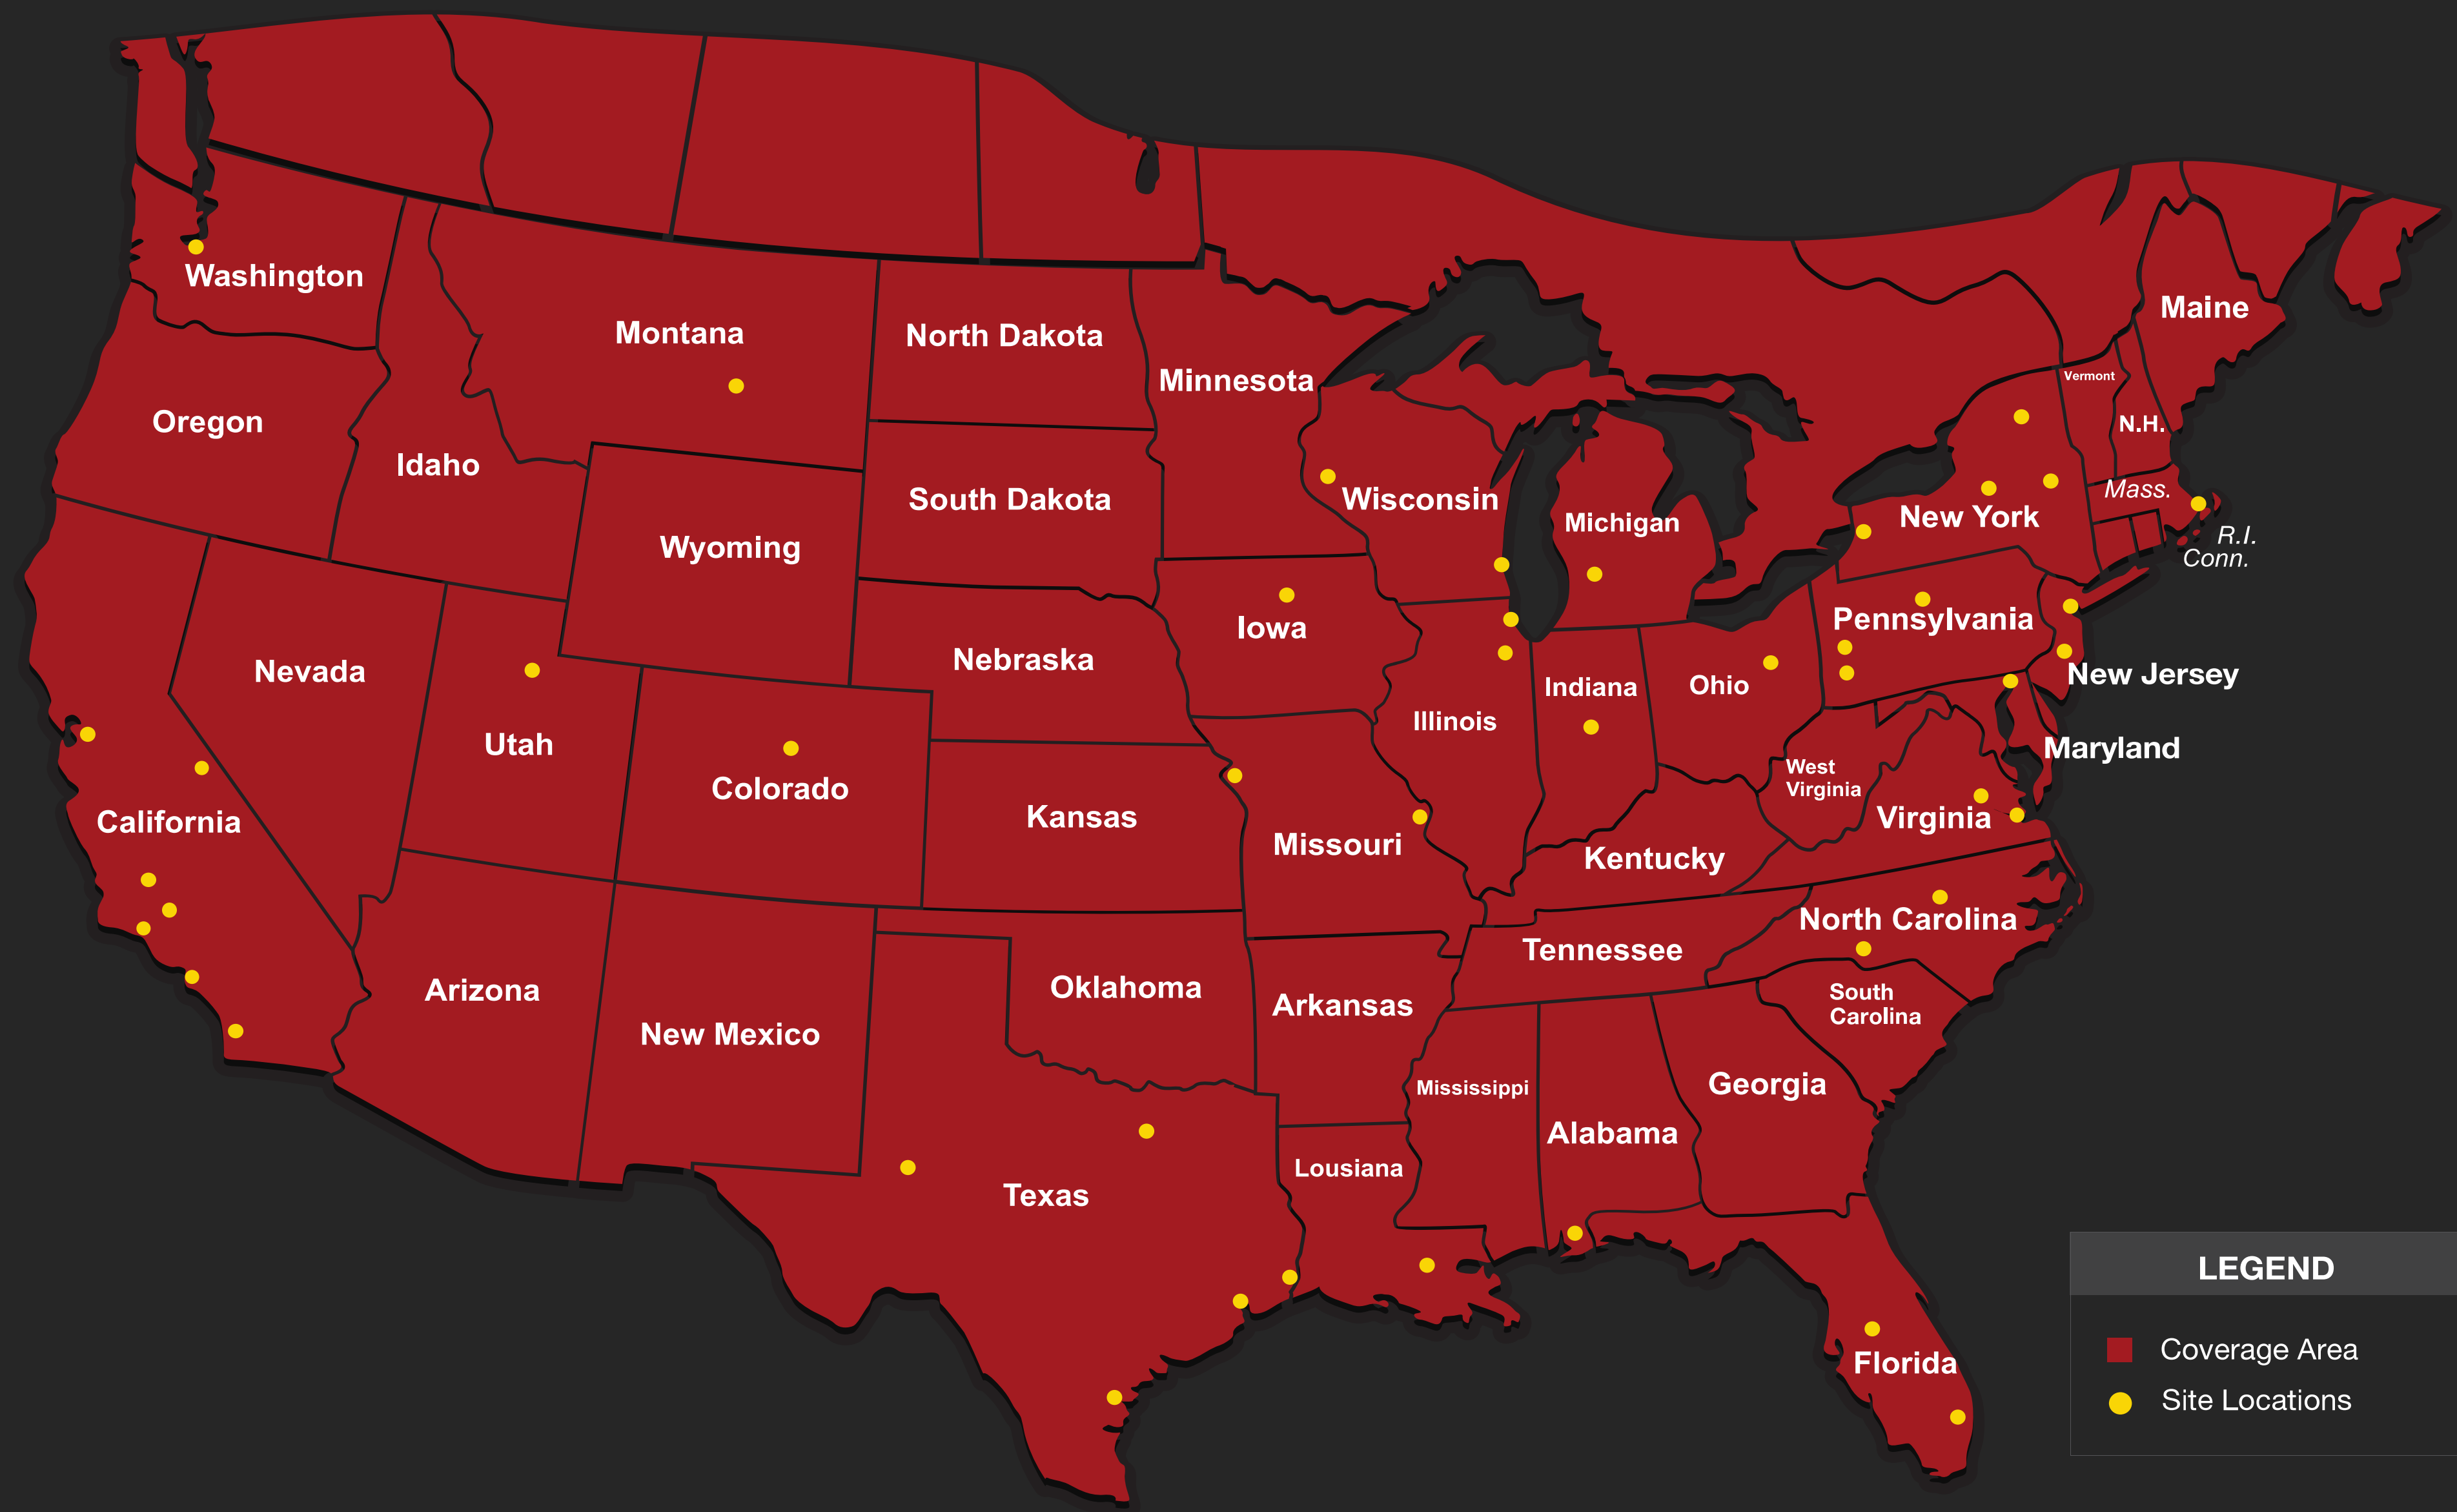 Washington
Montana
North Dakota
Minnesota
Maine
Vermont
Oregon
Idaho
N.H.
South Dakota
Wisconsin
Michigan
Mass.
New York
R.I.
Conn.
Wyoming
Iowa
Pennsylvania
Nebraska
Nevada
Indiana
Ohio
New Jersey
Illinois
Utah
Maryland
Colorado
West
Virginia
California
Kansas
Virginia
Missouri
Kentucky
North Carolina
Tennessee
Arizona
Oklahoma
South
Carolina
Arkansas
New Mexico
Mississippi
Georgia
Alabama
Lousiana
Texas
Florida
LEGEND
Coverage Area
Site Locations